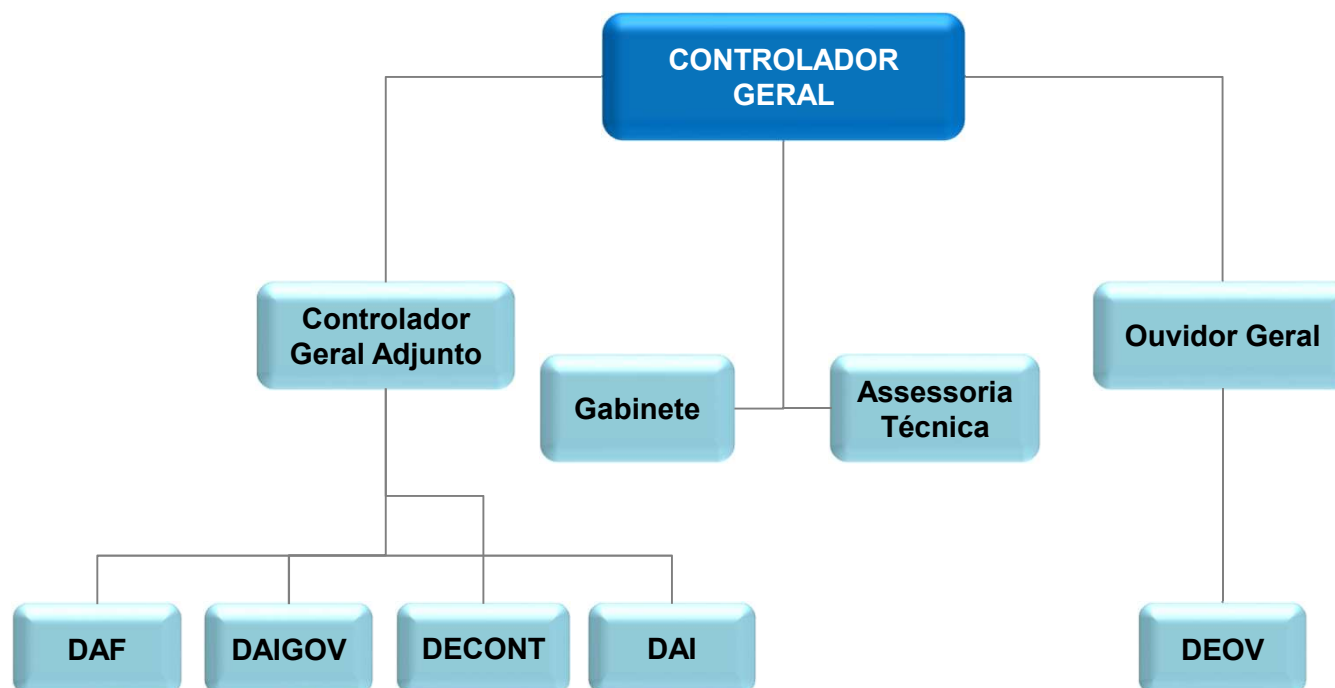 CONTROLADOR
GERAL
Controlador
Geral Adjunto
Gabinete
Assessoria
Técnica
Ouvidor Geral
DAF
DAIGOV
DECONT
DAI
DEOV